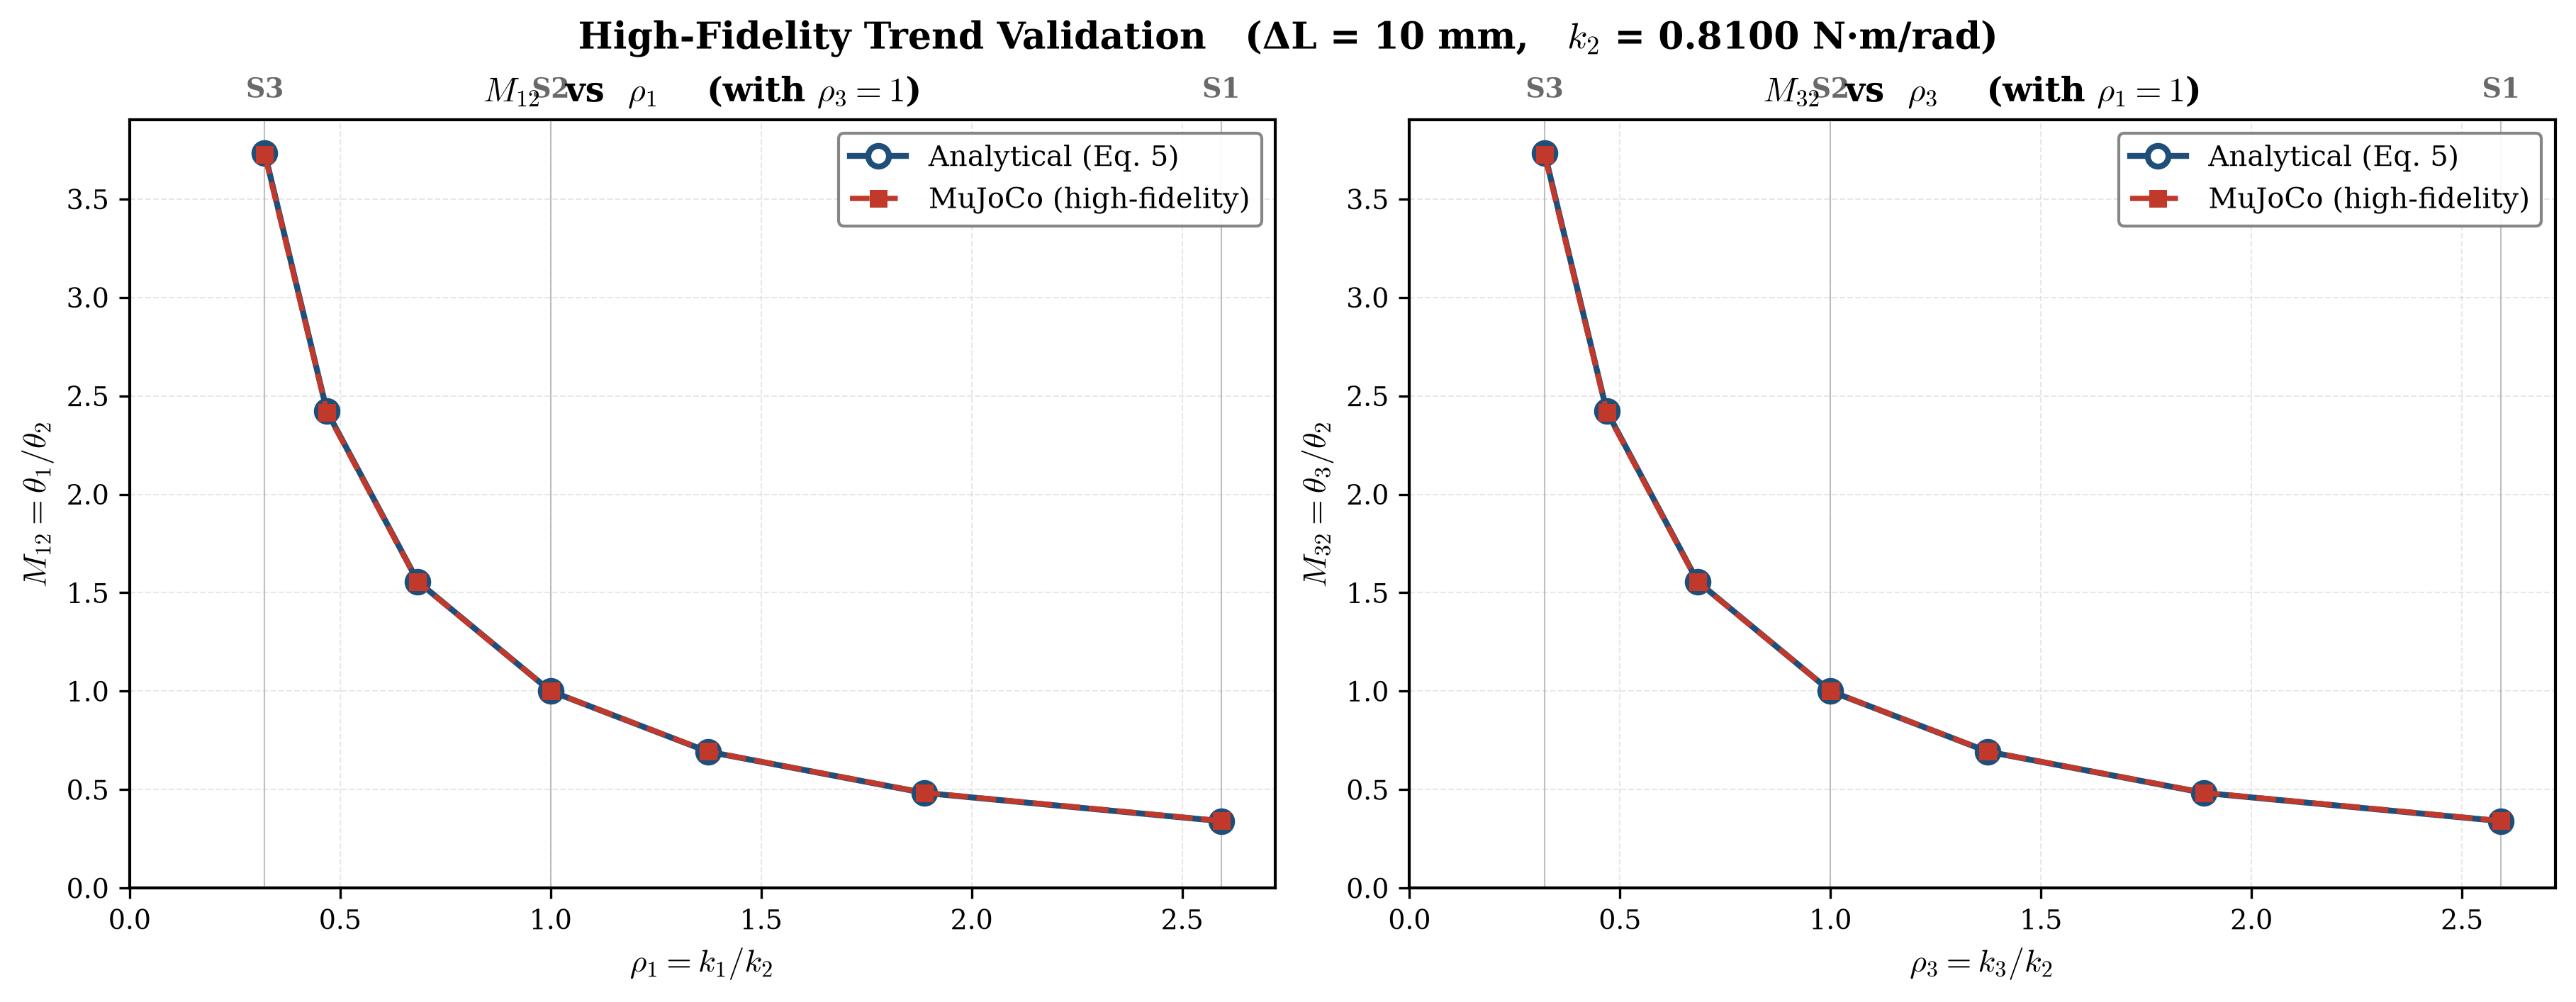 High-Fidelity Trend Validation (ΔL = 10 mm, k₂ = 0.8100 N·m/rad)
S3 S2 S1
M₁₂ vs ρ₁ (with ρ₃ = 1)
Analytical (Eq. 5)
MuJoCo (high-fidelity)
M₁₂ = θ₁/θ₂
3.5
3.0
2.5
2.0
1.5
1.0
0.5
0.0
0.0 0.5 1.0 1.5 2.0 2.5
ρ₁ = k₁/k₂
S3 S2 S1
M₃₂ vs ρ₃ (with ρ₁ = 1)
Analytical (Eq. 5)
MuJoCo (high-fidelity)
M₃₂ = θ₃/θ₂
3.5
3.0
2.5
2.0
1.5
1.0
0.5
0.0
0.0 0.5 1.0 1.5 2.0 2.5
ρ₃ = k₃/k₂